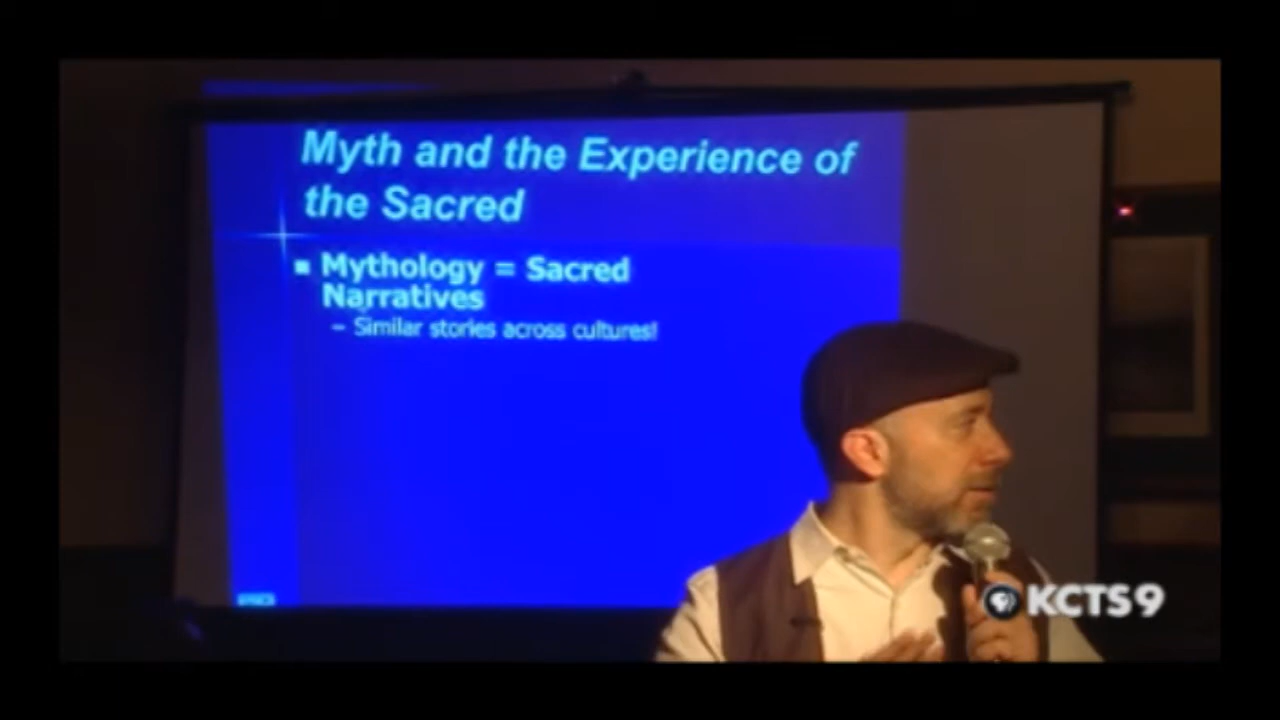 Myth and the Experience of
the Sacred
Mythology = Sacred
Narratives
– Similar stories across cultures!
KCTS9